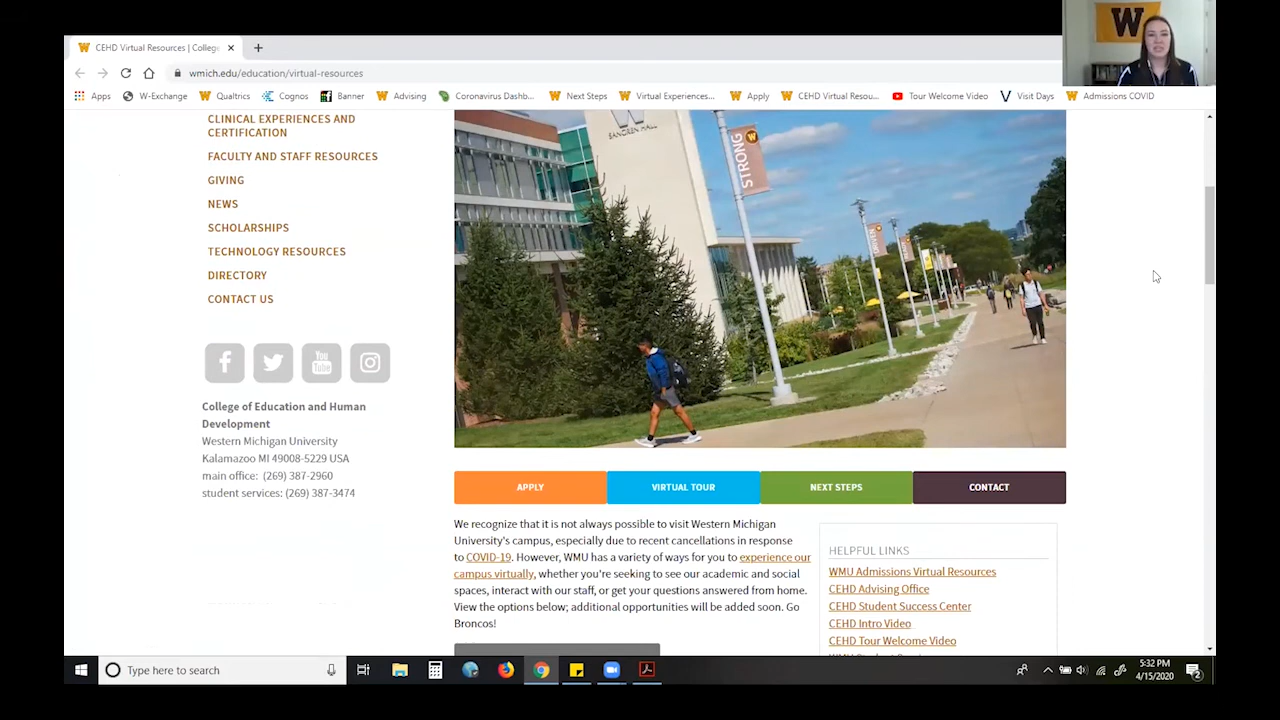 CEHD Virtual Resources | College
wmich.edu/education/virtual-resources
Apps
W-Exchange
Qualtrics
Cognos
Banner
Advising
Coronavirus Dashb...
Next Steps
Virtual Experiences...
Apply
CEHD Virtual Resou...
Tour Welcome Video
Visit Days
Admissions COVID
W
CLINICAL EXPERIENCES AND
CERTIFICATION
FACULTY AND STAFF RESOURCES
GIVING
NEWS
SCHOLARSHIPS
TECHNOLOGY RESOURCES
DIRECTORY
CONTACT US
You
Tube
College of Education and Human
Development
Western Michigan University
Kalamazoo MI 49008-5229 USA
main office: (269) 387-2960
student services: (269) 387-3474
W
SANGREN HALL
STRONG
DRIVEN
APPLY
VIRTUAL TOUR
NEXT STEPS
CONTACT
We recognize that it is not always possible to visit Western Michigan
University's campus, especially due to recent cancellations in response
to COVID-19. However, WMU has a variety of ways for you to experience our
campus virtually, whether you're seeking to see our academic and social
spaces, interact with our staff, or get your questions answered from home.
View the options below; additional opportunities will be added soon. Go
Broncos!
HELPFUL LINKS
WMU Admissions Virtual Resources
CEHD Advising Office
CEHD Student Success Center
CEHD Intro Video
CEHD Tour Welcome Video
Type here to search
5:32 PM
4/15/2020
2